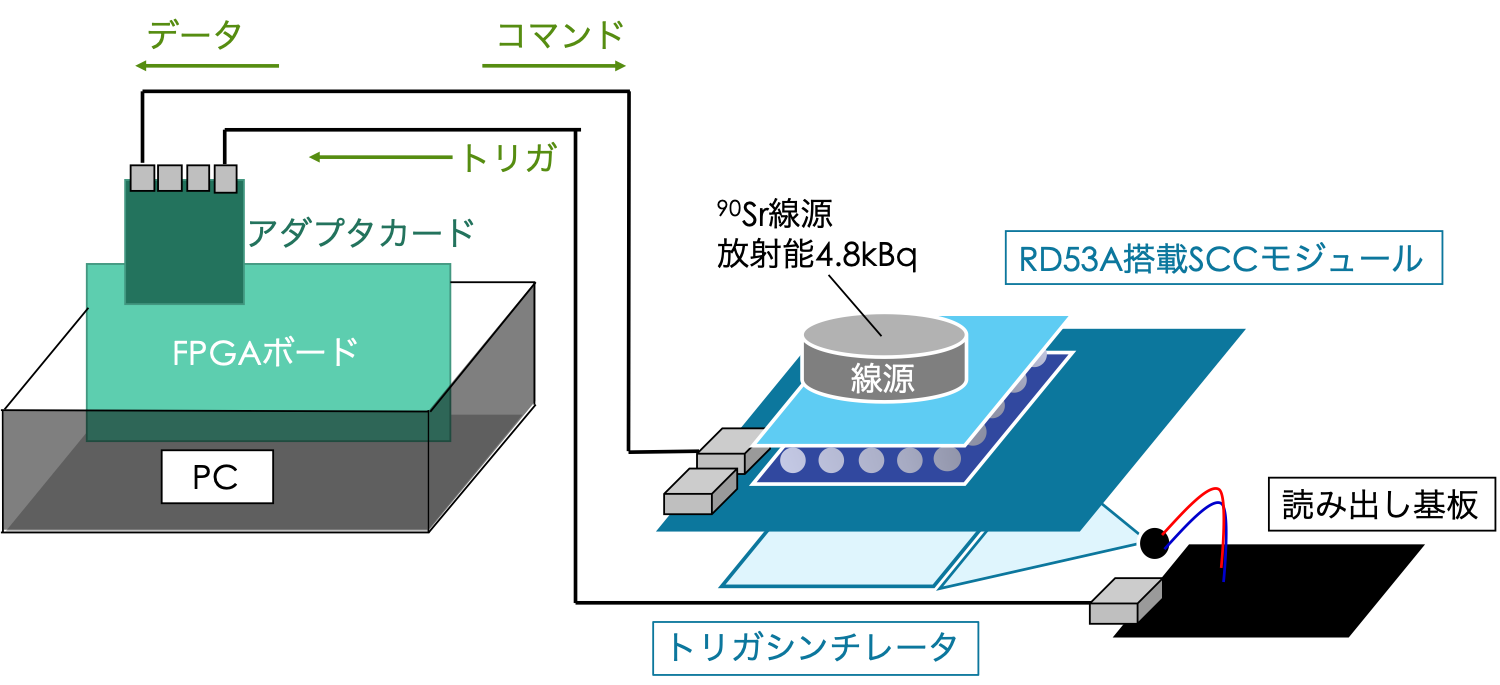 データ
コマンド
トリガ
アダプタカード
FPGAボード
PC
⁹⁰Sr線源
放射能4.8kBq
線源
RD53A搭載SCCモジュール
読み出し基板
トリガシンチレータ